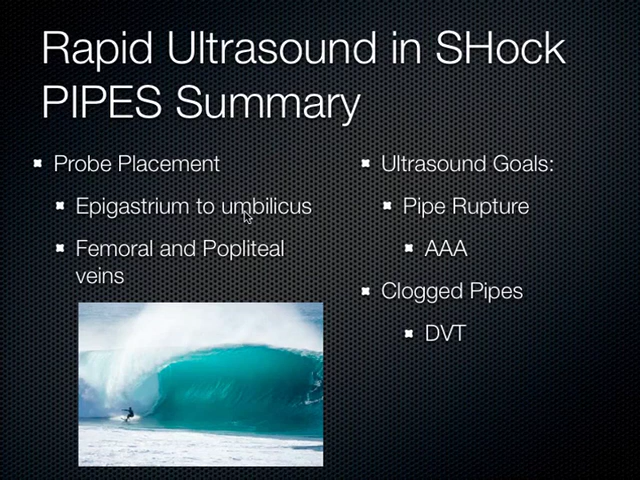 Rapid Ultrasound in SHock
PIPES Summary
Probe Placement
Epigastrium to umbilicus
Femoral and Popliteal
veins
Ultrasound Goals:
Pipe Rupture
AAA
Clogged Pipes
DVT